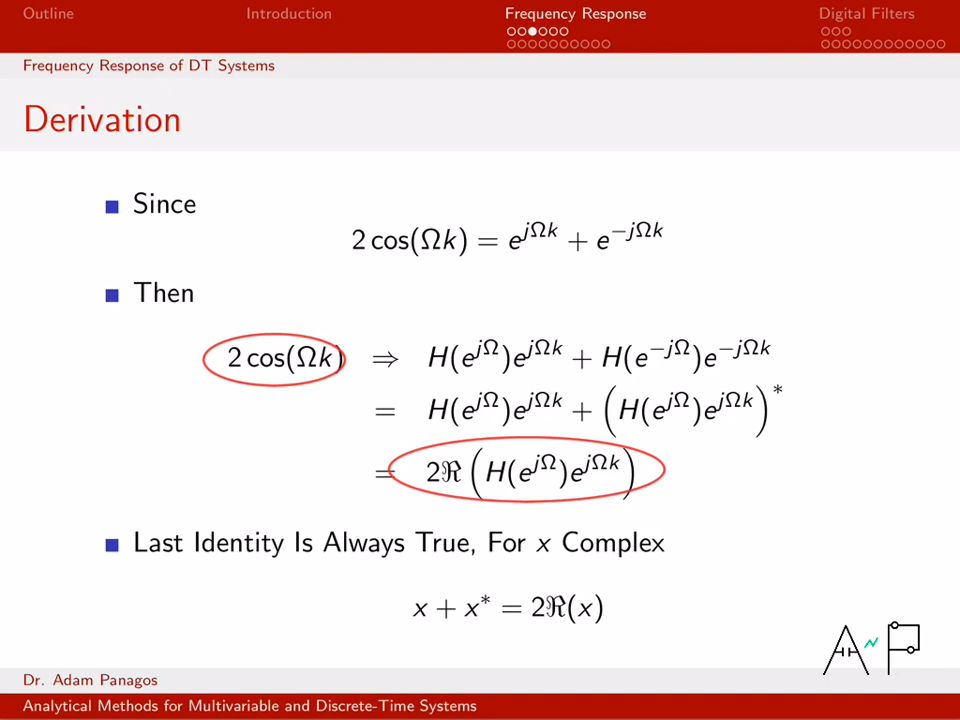 Outline Introduction Frequency Response Digital Filters
Frequency Response of DT Systems
Derivation
Since
2 cos(Ωk) = e^{jΩk} + e^{−jΩk}
Then
2 cos(Ωk) ⇒ H(e^{jΩ})e^{jΩk} + H(e^{−jΩ})e^{−jΩk}
= H(e^{jΩ})e^{jΩk} + (H(e^{jΩ})e^{jΩk})^*
= 2ℜ(H(e^{jΩ})e^{jΩk})
Last Identity Is Always True, For x Complex
x + x^* = 2ℜ(x)
AP
Dr. Adam Panagos
Analytical Methods for Multivariable and Discrete-Time Systems